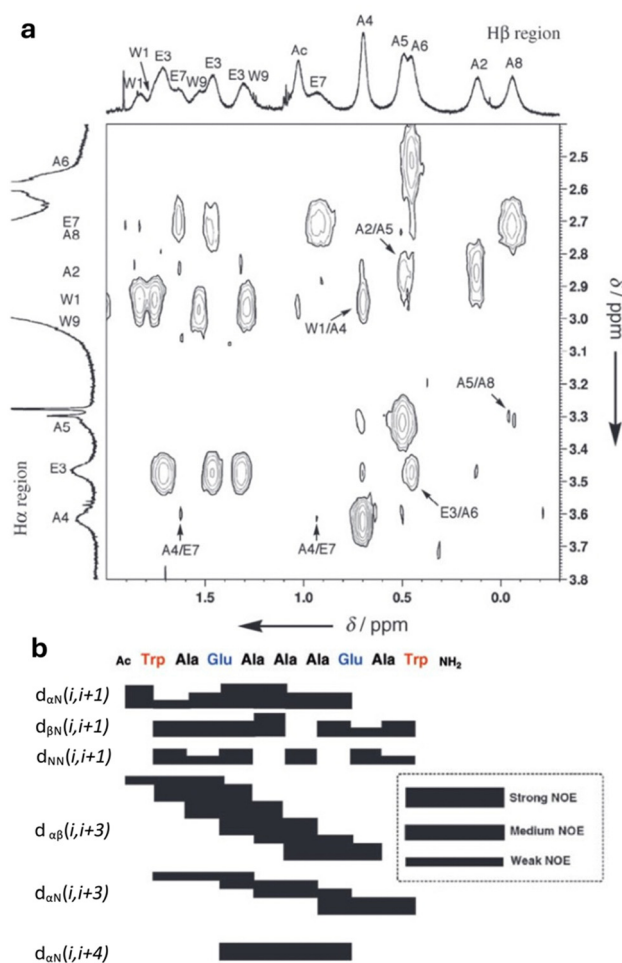 a
Hβ region
W1 W1 E3 E7 W9 E3 E3 W9 Ac E7 A4 A5 A6 A2 A8
Hα region
A6
E7
A8
A2
W1
W9
A5
E3
A4
A2/A5
W1/A4
A5/A8
E3/A6
A4/E7
A4/E7
2.5
2.6
2.7
2.8
2.9
3.0
3.1
3.2
3.3
3.4
3.5
3.6
3.7
3.8
δ / ppm
1.5 1.0 0.5 0.0
δ / ppm
b
Ac Trp Ala Glu Ala Ala Ala Glu Ala Trp NH2
dαN(i,i+1)
dβN(i,i+1)
dNN(i,i+1)
dαβ(i,i+3)
dαN(i,i+3)
dαN(i,i+4)
Strong NOE
Medium NOE
Weak NOE